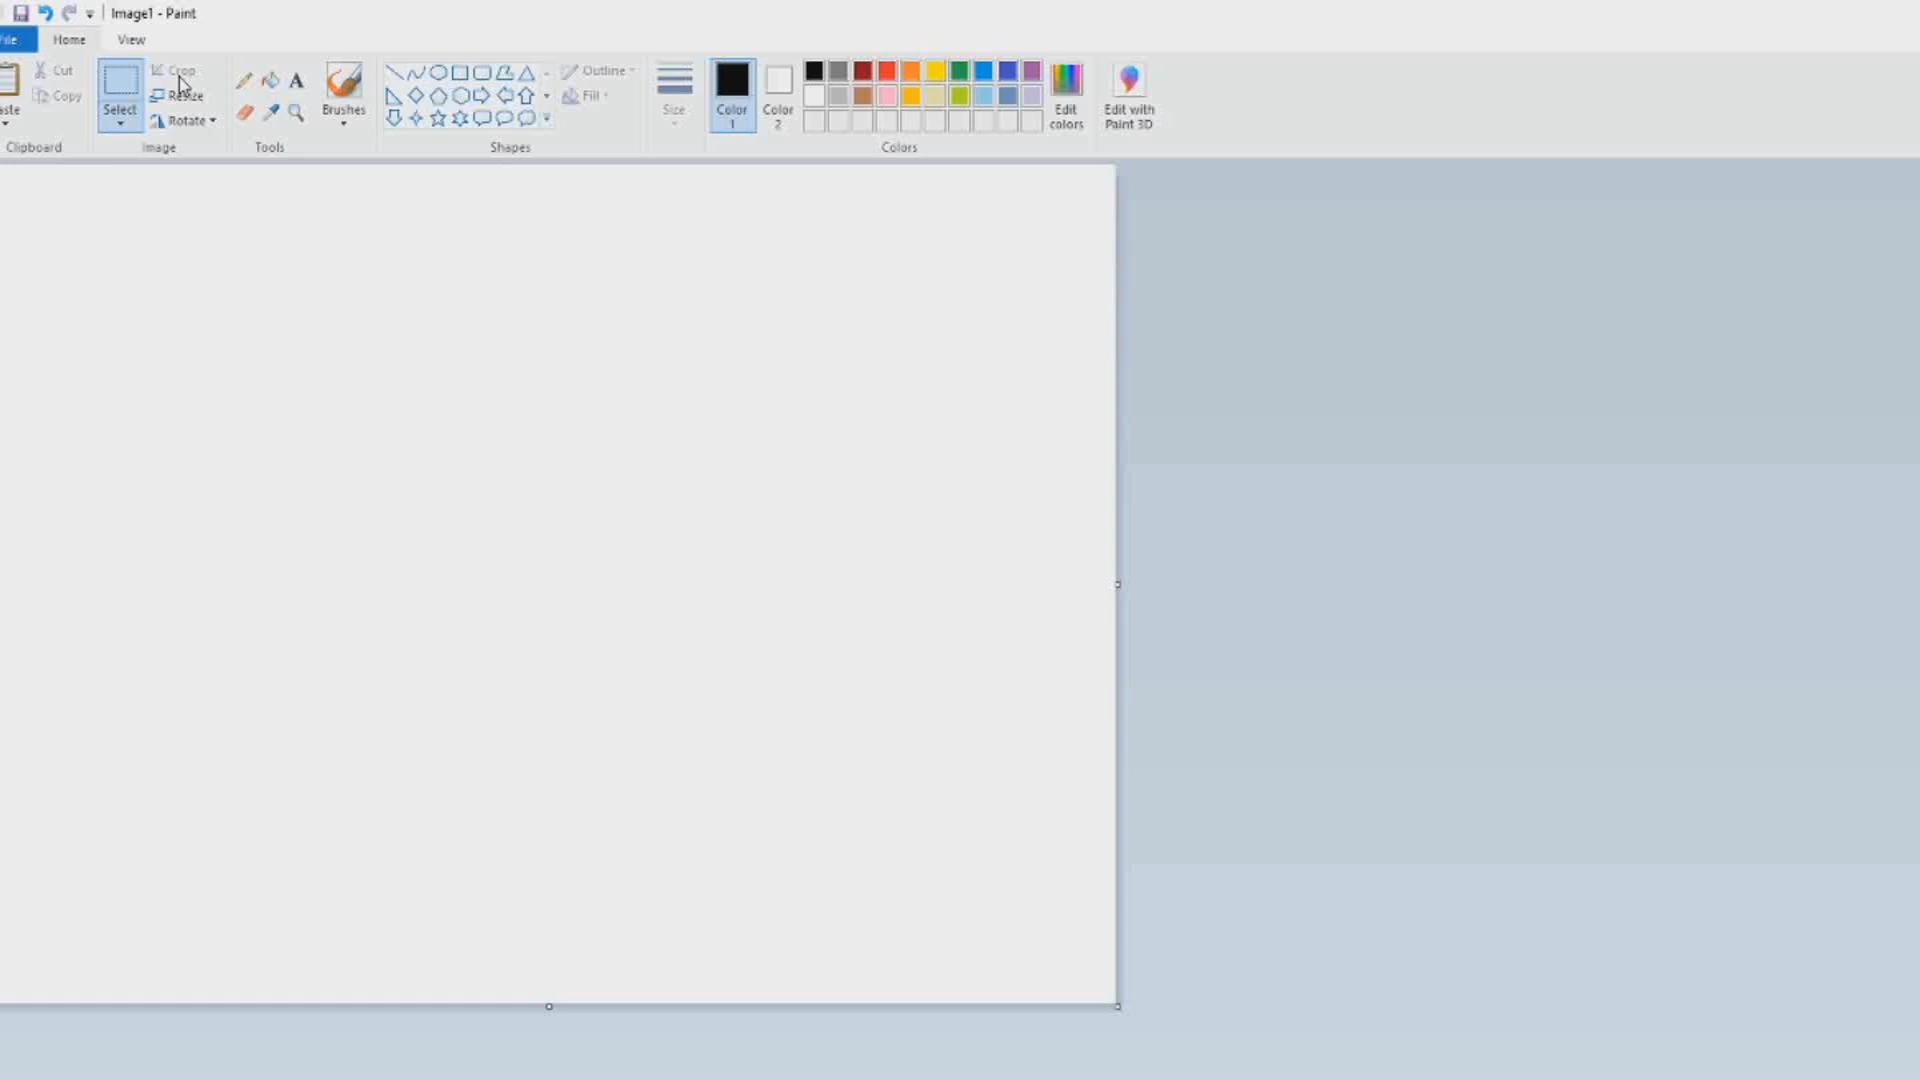 Image1 - Paint
File
Home
View
Cut
Copy
Select
Crop
Resize
Rotate
A
Brushes
Outline
Fill
Size
Color
1
Color
2
Edit
colors
Edit with
Paint 3D
Clipboard
Image
Tools
Shapes
Colors